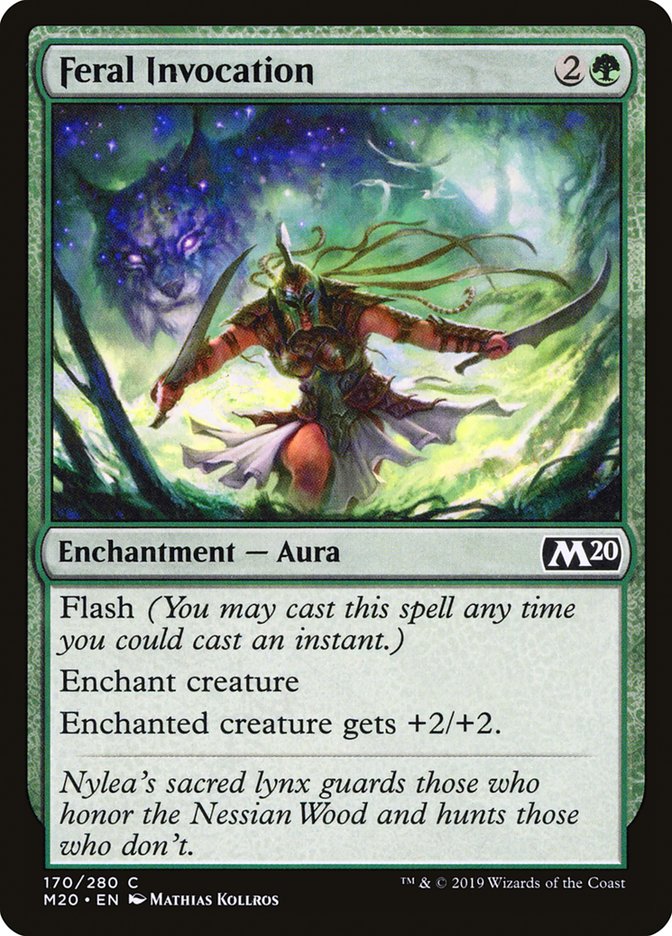 Feral Invocation 2
Enchantment — Aura M20
Flash (You may cast this spell any time
you could cast an instant.)
Enchant creature
Enchanted creature gets +2/+2.
Nylea's sacred lynx guards those who
honor the Nessian Wood and hunts those
who don't.
170/280 C ™ & © 2019 Wizards of the Coast
M20 • EN Mathias Kollros